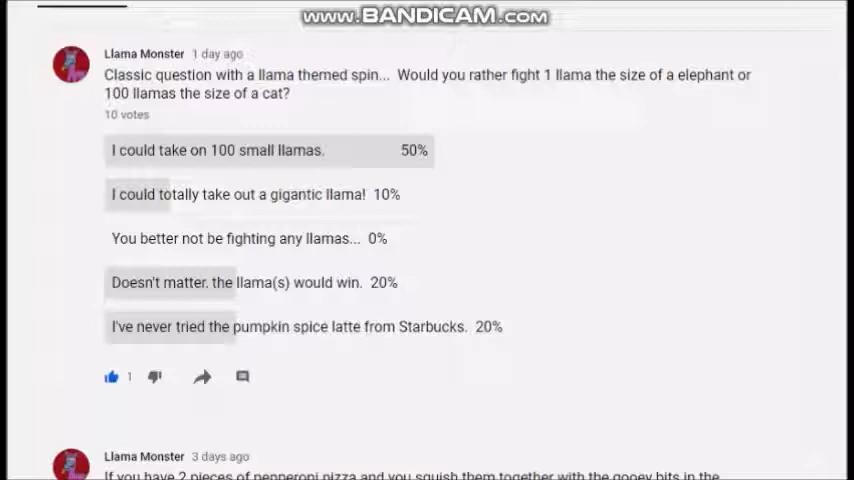 www.BANDICAM.com
Llama Monster 1 day ago
Classic question with a llama themed spin... Would you rather fight 1 llama the size of a elephant or
100 llamas the size of a cat?
10 votes
I could take on 100 small llamas. 50%
I could totally take out a gigantic llama! 10%
You better not be fighting any llamas... 0%
Doesn't matter. the llama(s) would win. 20%
I've never tried the pumpkin spice latte from Starbucks. 20%
1
Llama Monster 3 days ago
If you have 2 pieces of pepperoni pizza and you squish them together with the gooey bits in the